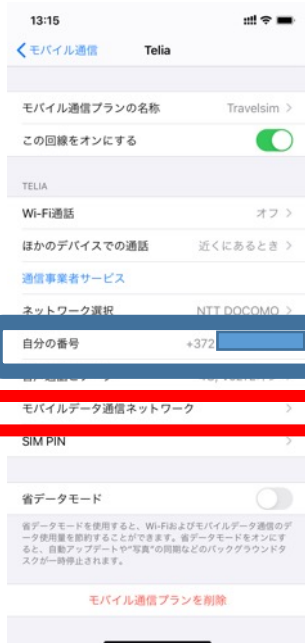 13:15
モバイル通信
Telia
モバイル通信プランの名称
Travelsim
この回線をオンにする
TELIA
Wi-Fi通話
オフ
ほかのデバイスでの通話
近くにあるとき
通信事業者サービス
ネットワーク選択
NTT DOCOMO
自分の番号
+372
モバイルデータ通信ネットワーク
SIM PIN
省データモード
省データモードを使用すると、Wi-Fiおよびモバイルデータ通信のデ
ータ使用量を節約することができます。省データモードをオンにす
ると、自動アップデートや“写真”の同期などのバックグラウンドタ
スクが一時停止されます。
モバイル通信プランを削除